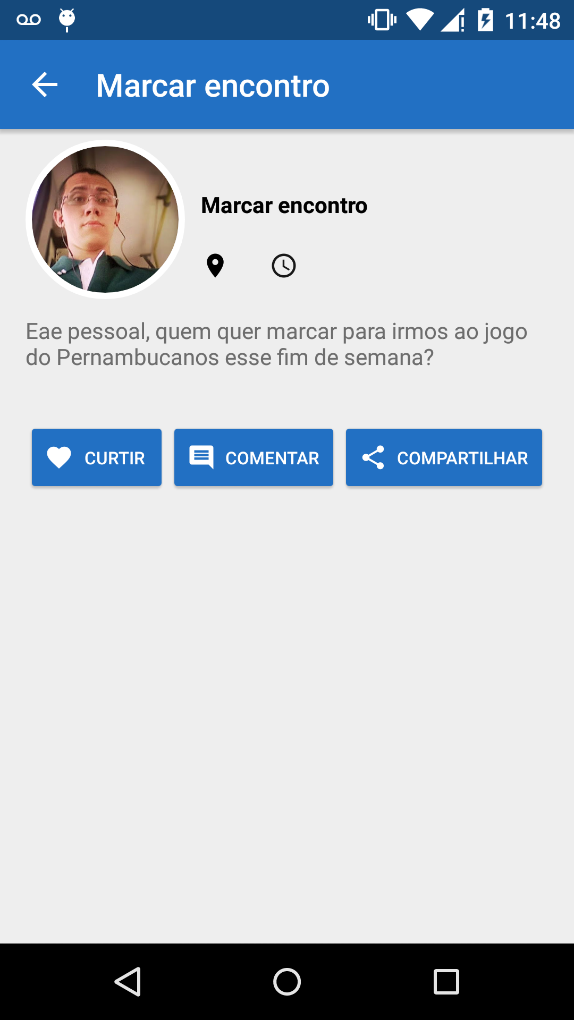 11:48
Marcar encontro
Marcar encontro
Eae pessoal, quem quer marcar para irmos ao jogo
do Pernambucanos esse fim de semana?
CURTIR
COMENTAR
COMPARTILHAR